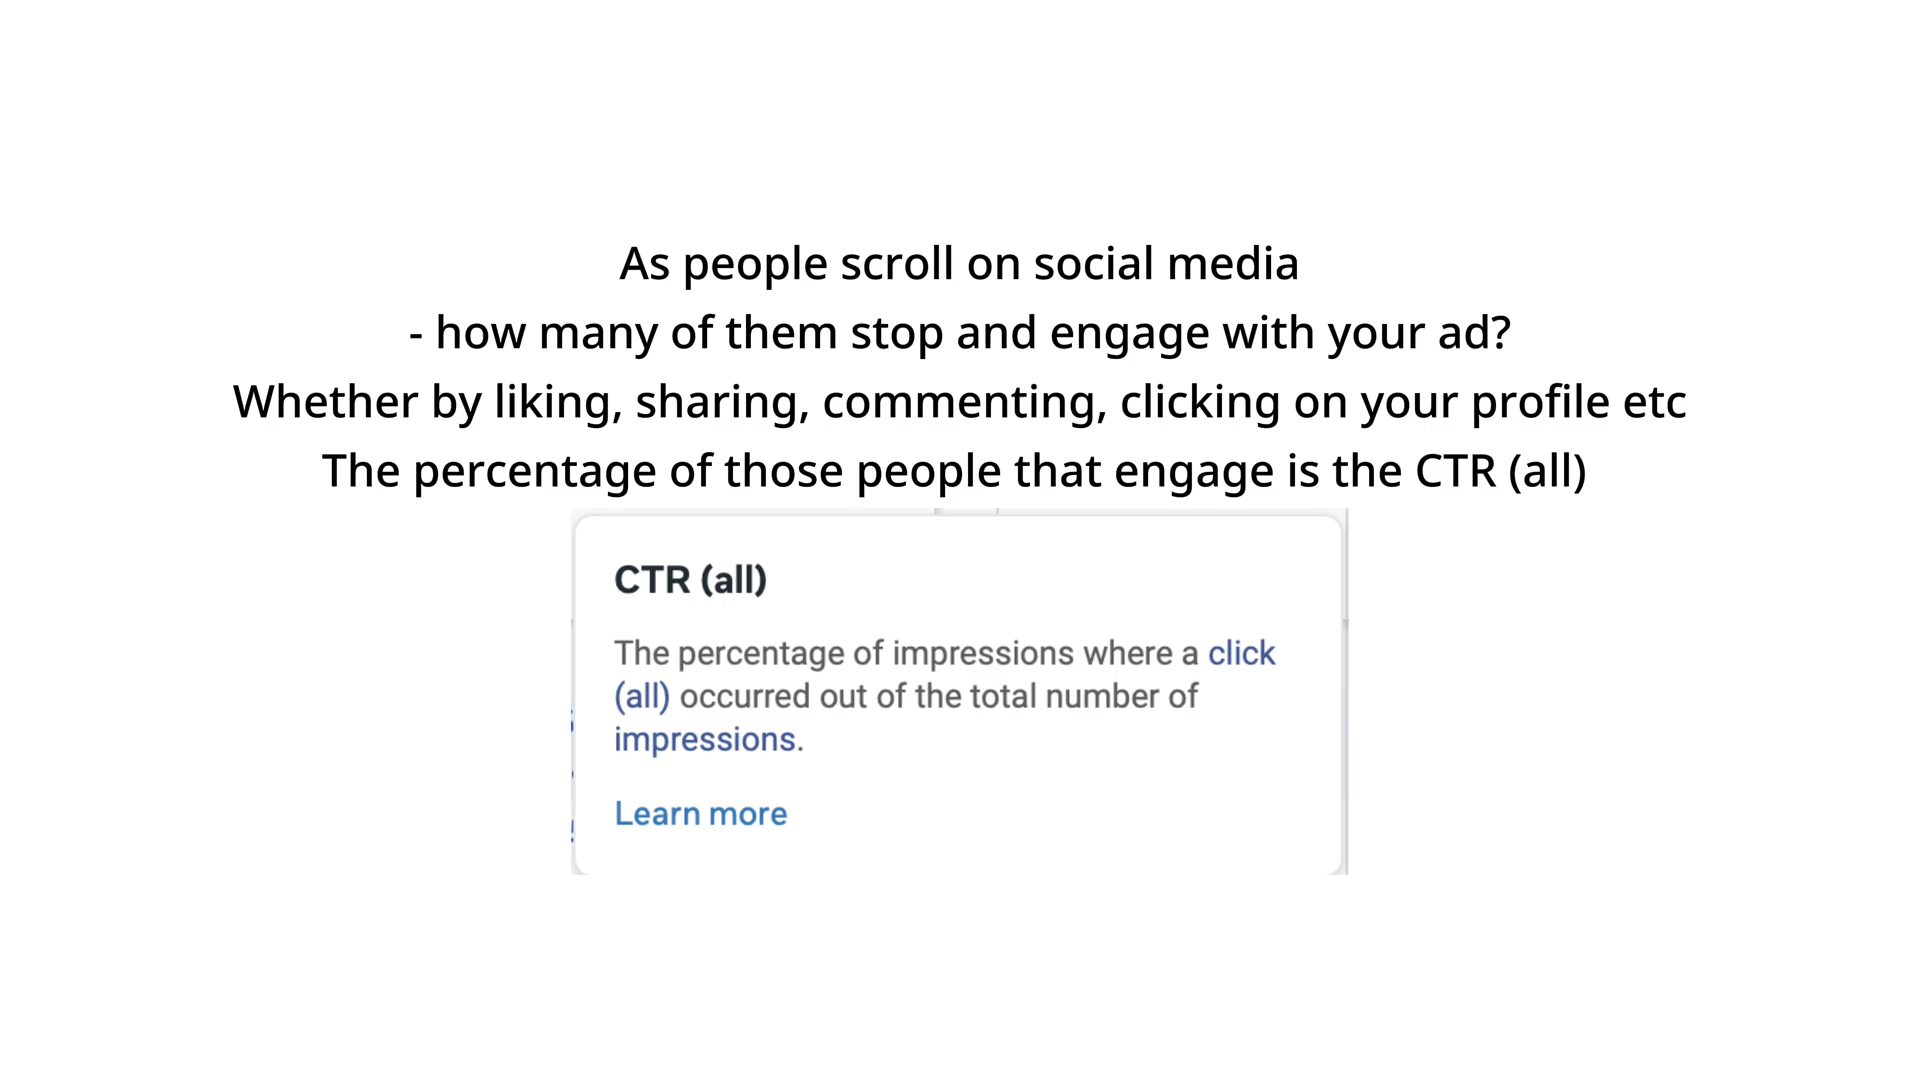 As people scroll on social media
- how many of them stop and engage with your ad?
Whether by liking, sharing, commenting, clicking on your profile etc
The percentage of those people that engage is the CTR (all)
CTR (all)
The percentage of impressions where a click
(all) occurred out of the total number of
impressions.
Learn more